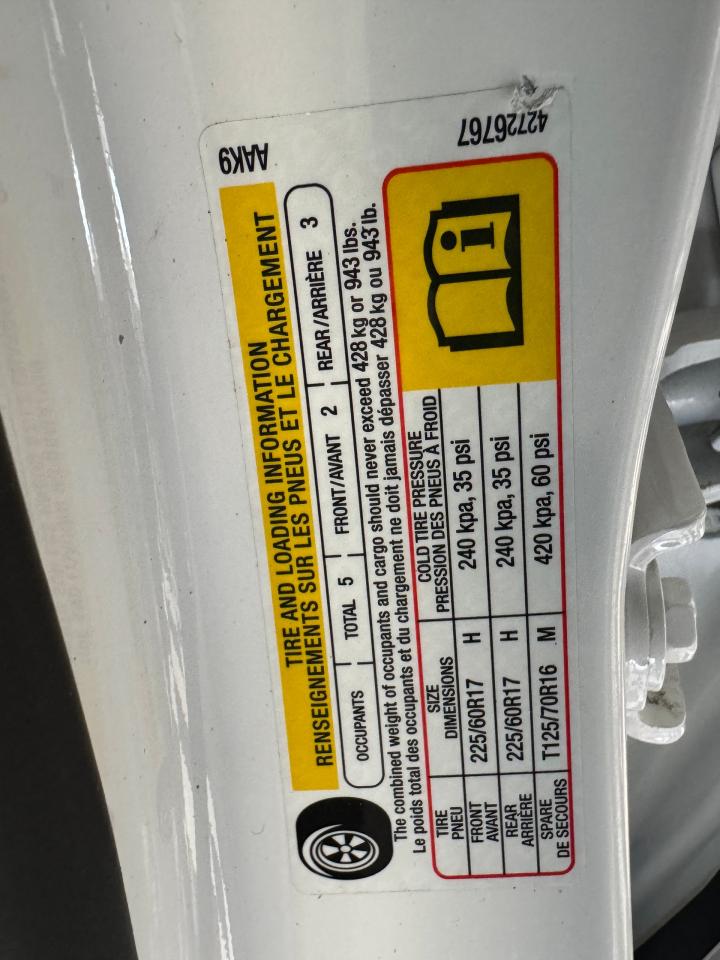 AAK9
42726767
TIRE AND LOADING INFORMATION
RENSEIGNEMENTS SUR LES PNEUS ET LE CHARGEMENT
OCCUPANTS TOTAL 5 FRONT/AVANT 2 REAR/ARRIÈRE 3
The combined weight of occupants and cargo should never exceed 428 kg or 943 lbs.
Le poids total des occupants et du chargement ne doit jamais dépasser 428 kg ou 943 lb.
TIRE SIZE COLD TIRE PRESSURE
PNEU DIMENSIONS PRESSION DES PNEUS À FROID
FRONT 225/60R17 H 240 kpa, 35 psi
AVANT
REAR 225/60R17 H 240 kpa, 35 psi
ARRIÈRE
SPARE T125/70R16 M 420 kpa, 60 psi
DE SECOURS